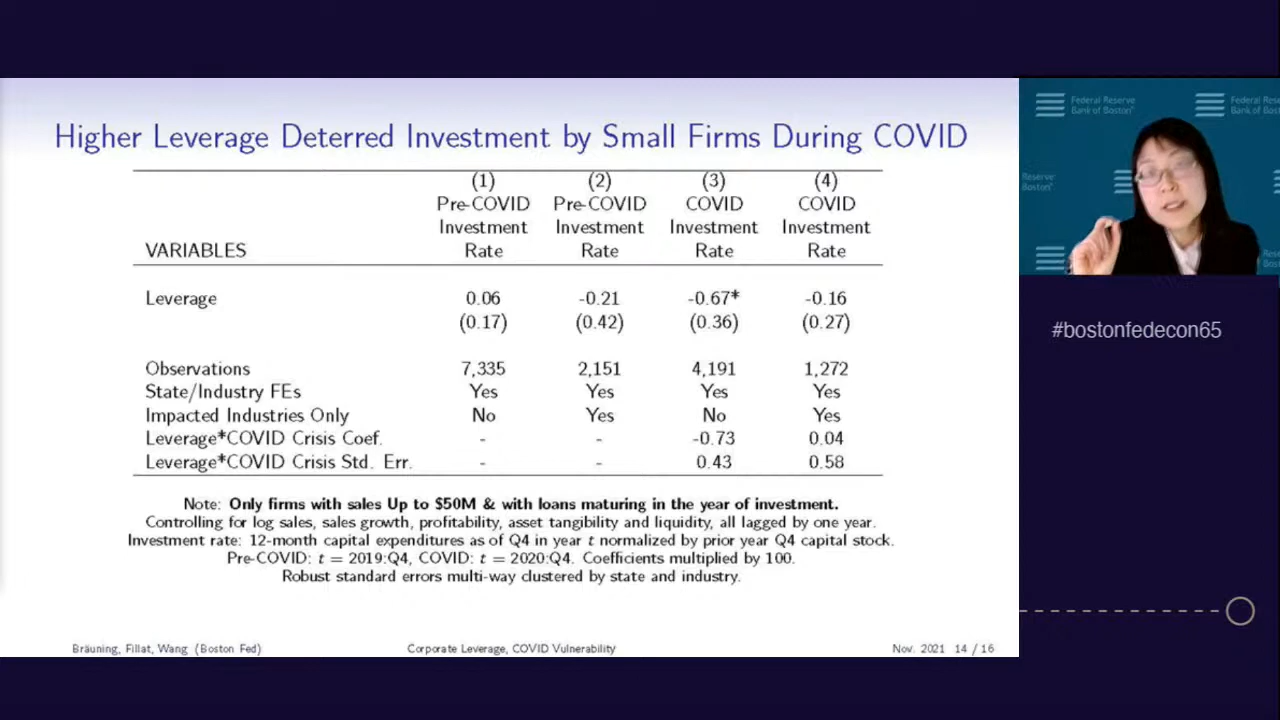 Higher Leverage Deterred Investment by Small Firms During COVID
(1) (2) (3) (4)
Pre-COVID Pre-COVID COVID COVID
Investment Investment Investment Investment
VARIABLES Rate Rate Rate Rate
Leverage 0.06 -0.21 -0.67* -0.16
(0.17) (0.42) (0.36) (0.27)
Observations 7,335 2,151 4,191 1,272
State/Industry FEs Yes Yes Yes Yes
Impacted Industries Only No Yes No Yes
Leverage*COVID Crisis Coef. - - -0.73 0.04
Leverage*COVID Crisis Std. Err. - - 0.43 0.58
Note: Only firms with sales Up to $50M & with loans maturing in the year of investment.
Controlling for log sales, sales growth, profitability, asset tangibility and liquidity, all lagged by one year.
Investment rate: 12-month capital expenditures as of Q4 in year t normalized by prior year Q4 capital stock.
Pre-COVID: t = 2019:Q4, COVID: t = 2020:Q4. Coefficients multiplied by 100.
Robust standard errors multi-way clustered by state and industry.
Bräuning, Fillat, Wang (Boston Fed) Corporate Leverage, COVID Vulnerability Nov. 2021 14 / 16
Federal Reserve
Bank of Boston®
Federal Res
Bank of Bos
Reserve
Boston®
#bostonfedecon65